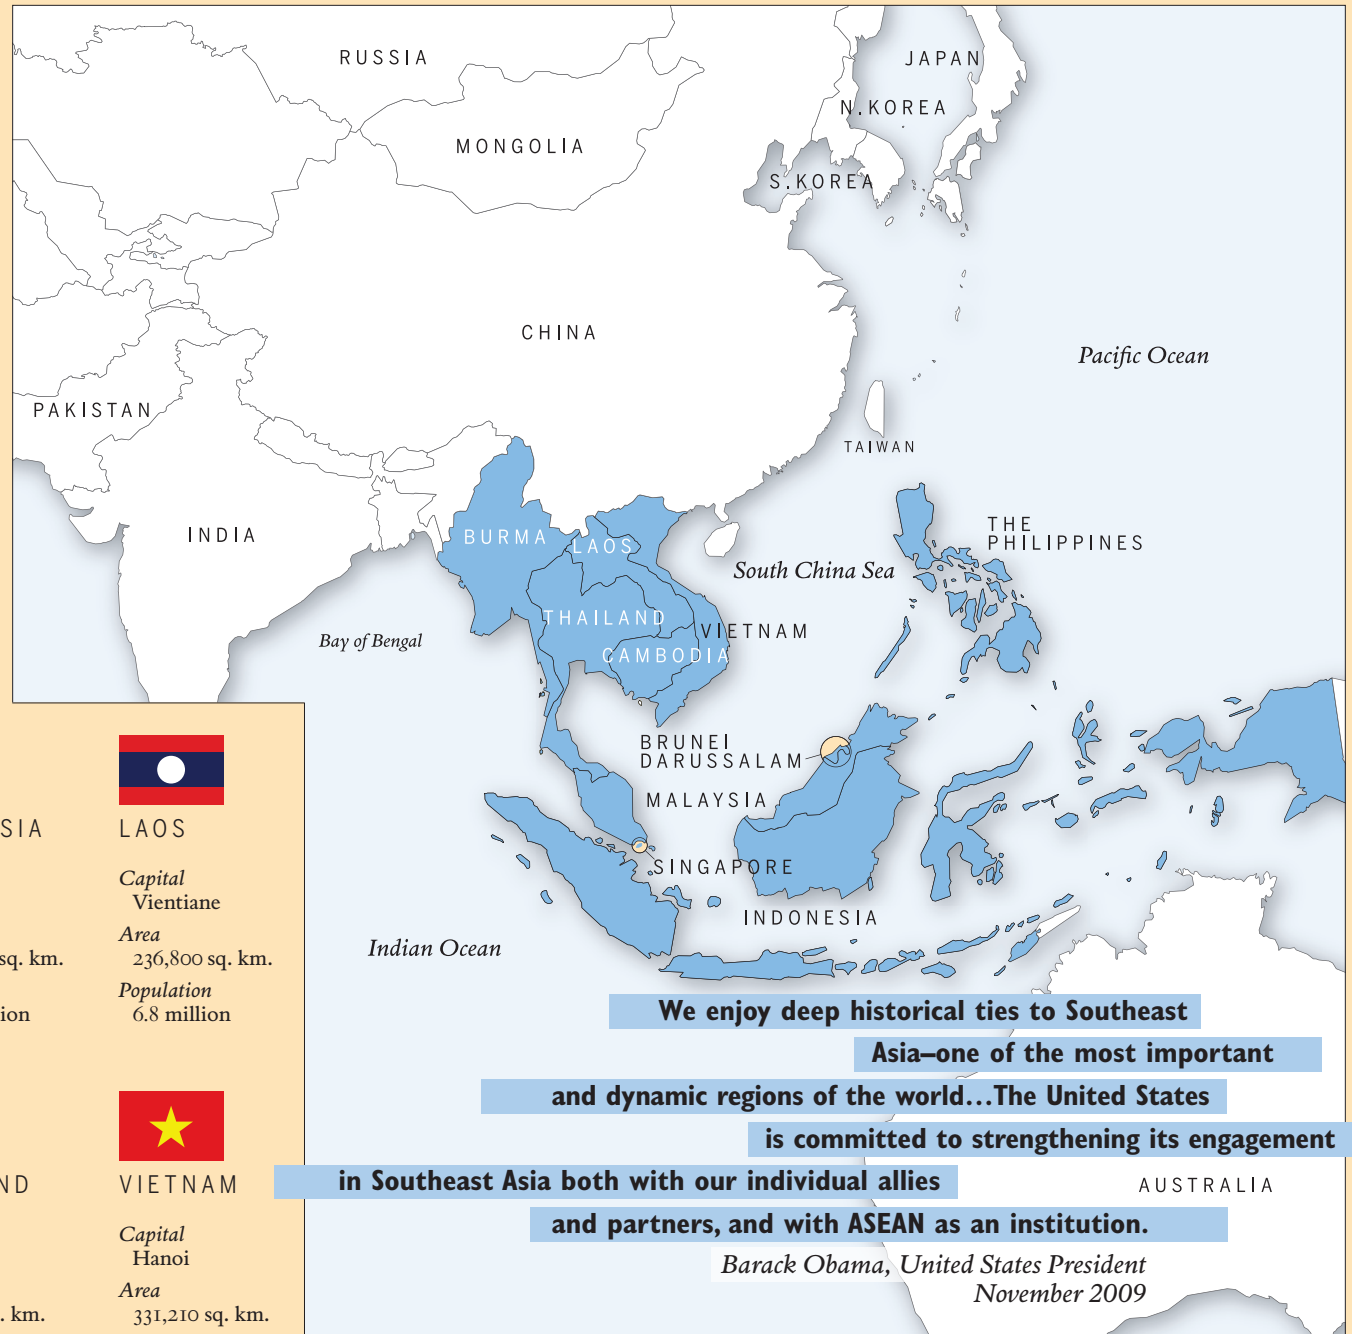 RUSSIA
JAPAN
N.KOREA
MONGOLIA
S.KOREA
CHINA
Pacific Ocean
PAKISTAN
TAIWAN
INDIA
BURMA
LAOS
THE
PHILIPPINES
South China Sea
THAILAND
VIETNAM
Bay of Bengal
CAMBODIA
BRUNEI
DARUSSALAM
MALAYSIA
SINGAPORE
INDONESIA
Indian Ocean
SIA
LAOS
Capital
Vientiane
Area
sq. km.
236,800 sq. km.
Population
ion
6.8 million
ND
VIETNAM
Capital
Hanoi
Area
. km.
331,210 sq. km.
We enjoy deep historical ties to Southeast
Asia–one of the most important
and dynamic regions of the world...The United States
is committed to strengthening its engagement
in Southeast Asia both with our individual allies
and partners, and with ASEAN as an institution.
AUSTRALIA
Barack Obama, United States President
November 2009